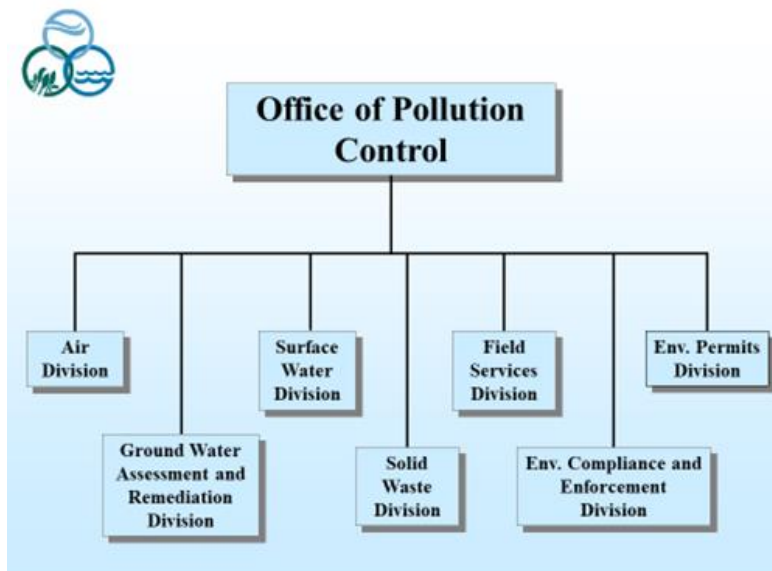 Office of Pollution
Control
Air
Division
Ground Water
Assessment and
Remediation
Division
Surface
Water
Division
Solid
Waste
Division
Field
Services
Division
Env. Compliance and
Enforcement
Division
Env. Permits
Division